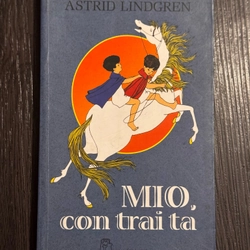 ASTRID LINDGREN
MIO,
con trai ta